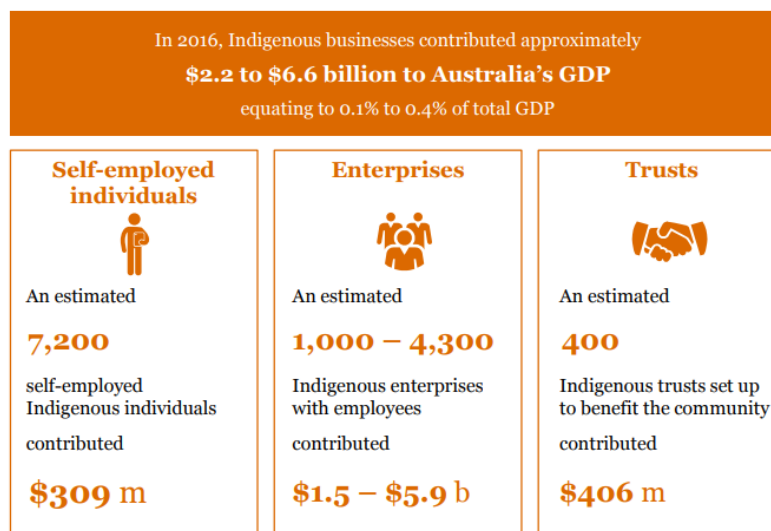 In 2016, Indigenous businesses contributed approximately
$2.2 to $6.6 billion to Australia's GDP
equating to 0.1% to 0.4% of total GDP
Self-employed
individuals
An estimated
7,200
self-employed
Indigenous individuals
contributed
$309 m
Enterprises
An estimated
1,000 – 4,300
Indigenous enterprises
with employees
contributed
$1.5 – $5.9 b
Trusts
An estimated
400
Indigenous trusts set up
to benefit the community
contributed
$406 m